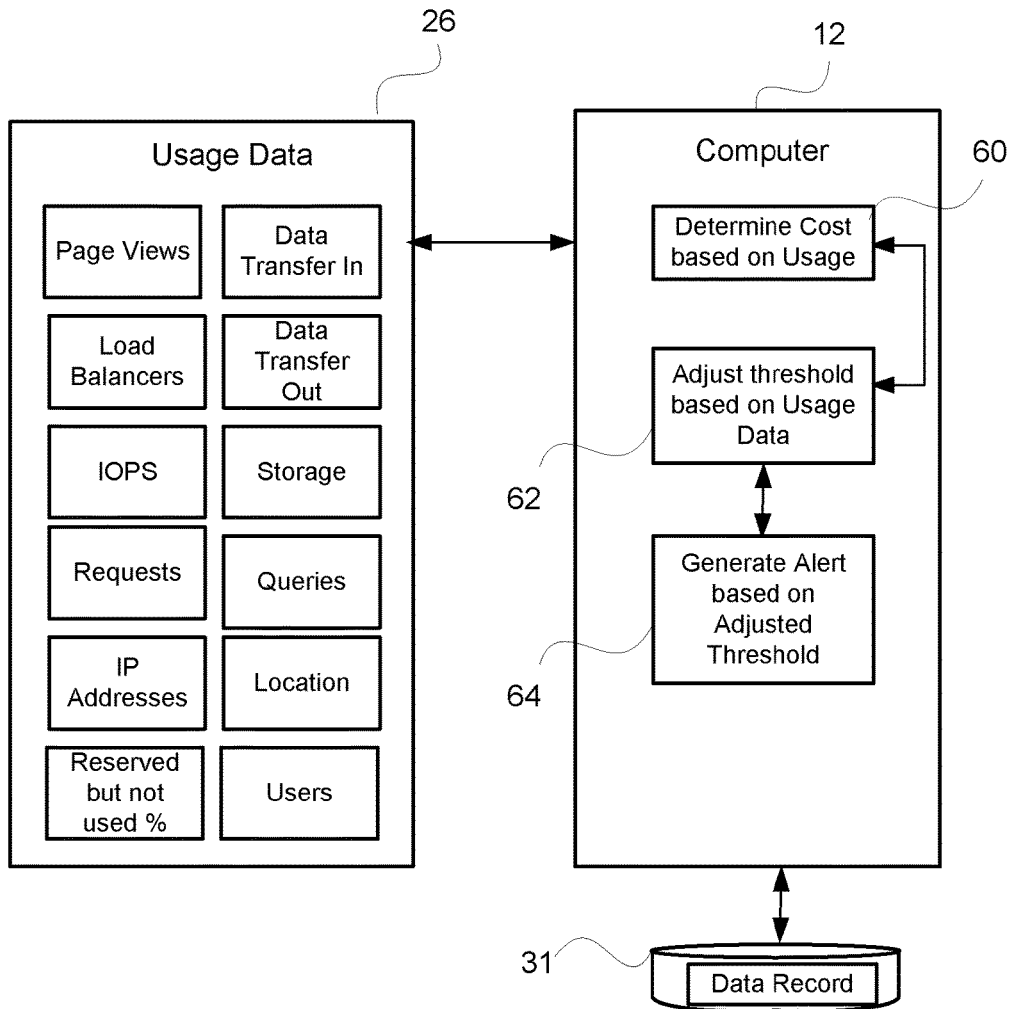 26
12
Usage Data
Computer
60
Page Views
Data
Transfer In
Determine Cost
based on Usage
Load
Balancers
Data
Transfer
Out
Adjust threshold
based on Usage
Data
IOPS
Storage
62
Requests
Queries
Generate Alert
based on
Adjusted
Threshold
IP
Addresses
Location
64
Reserved
but not
used %
Users
31
Data Record